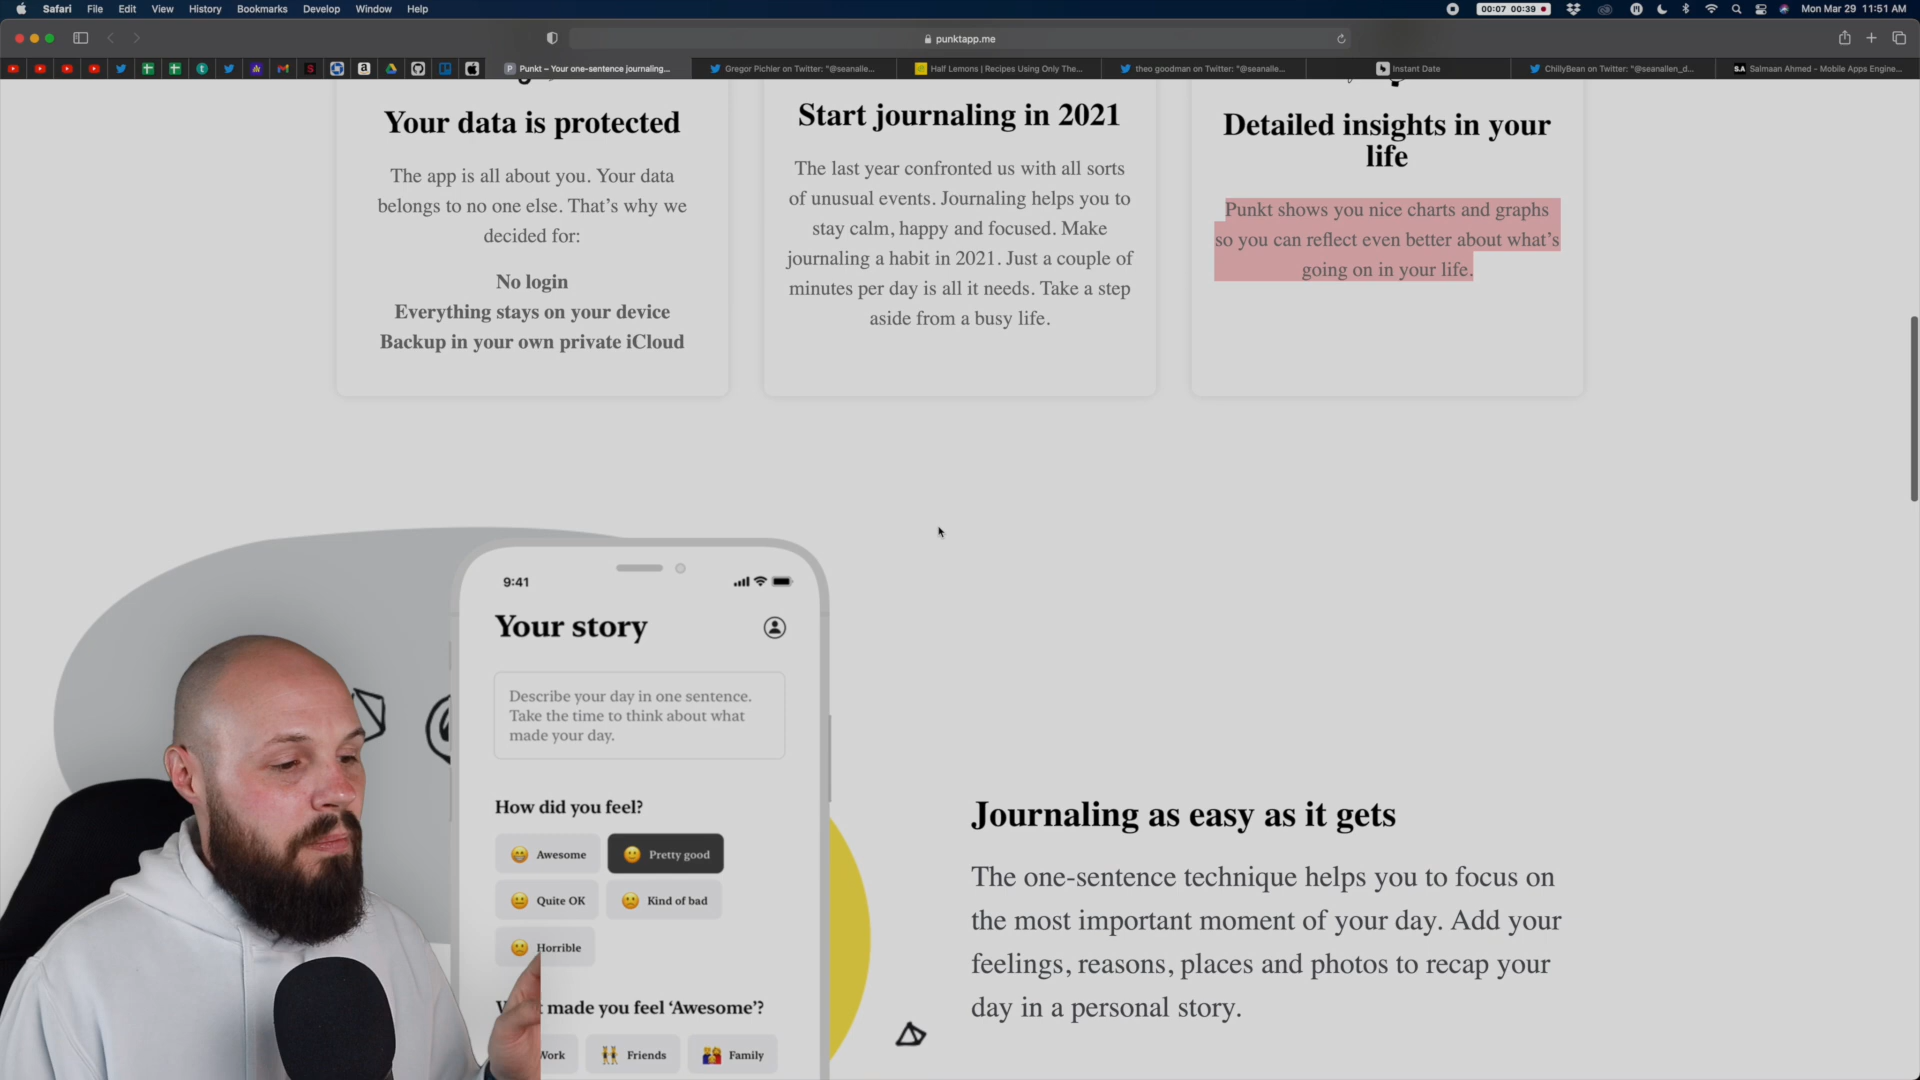 Safari File Edit View History Bookmarks Develop Window Help
00:07 00:39
Mon Mar 29 11:51 AM
punktapp.me
Punkt – Your one-sentence journaling...
Gregor Pichler on Twitter: "@seanalle...
Half Lemons | Recipes Using Only The...
theo goodman on Twitter: "@seanalle...
Instant Date
ChillyBean on Twitter: "@seanallen_d...
S.A Salmaan Ahmed - Mobile Apps Engine...
Your data is protected
The app is all about you. Your data
belongs to no one else. That's why we
decided for:
No login
Everything stays on your device
Backup in your own private iCloud
Start journaling in 2021
The last year confronted us with all sorts
of unusual events. Journaling helps you to
stay calm, happy and focused. Make
journaling a habit in 2021. Just a couple of
minutes per day is all it needs. Take a step
aside from a busy life.
Detailed insights in your
life
Punkt shows you nice charts and graphs
so you can reflect even better about what's
going on in your life.
9:41
Your story
Describe your day in one sentence.
Take the time to think about what
made your day.
How did you feel?
Awesome
Pretty good
Quite OK
Kind of bad
Horrible
made you feel ‘Awesome’?
Work
Friends
Family
Journaling as easy as it gets
The one-sentence technique helps you to focus on
the most important moment of your day. Add your
feelings, reasons, places and photos to recap your
day in a personal story.